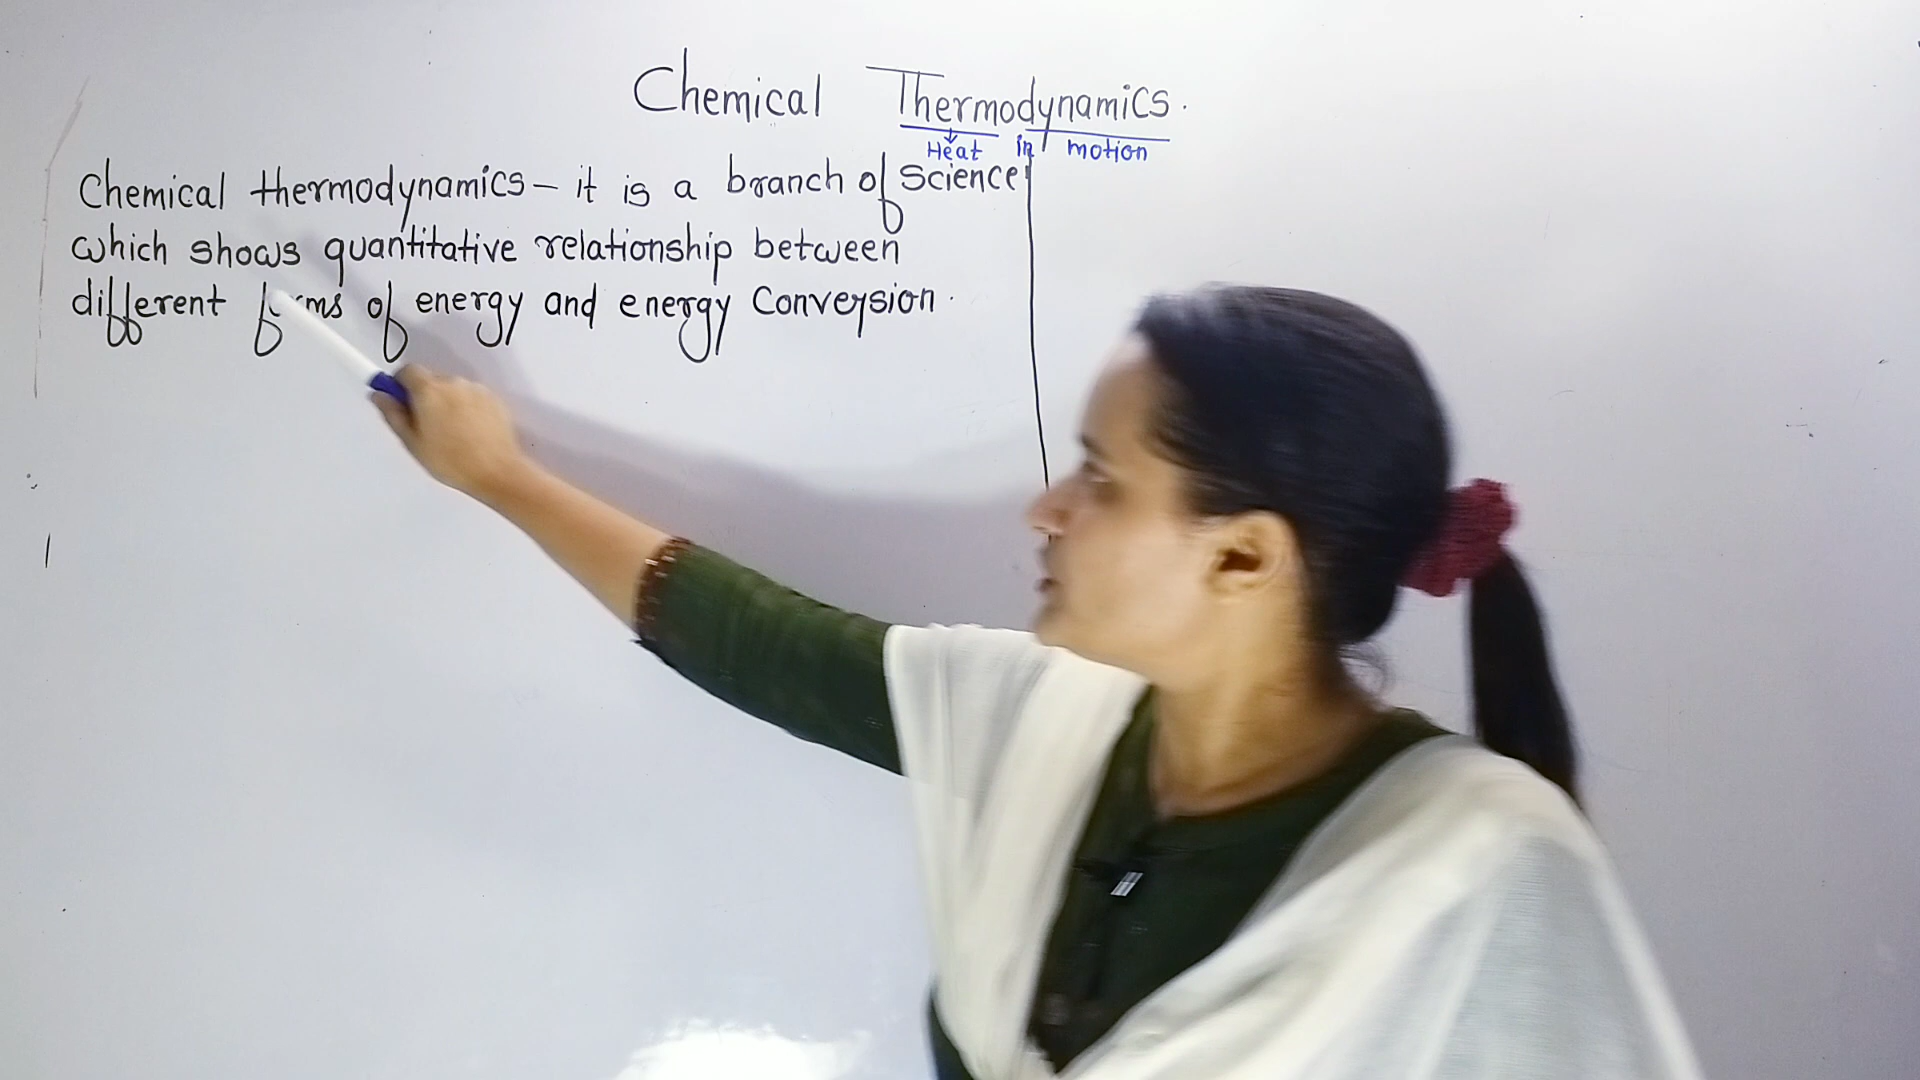 Chemical Thermodynamics.
Heat in motion
Chemical thermodynamics – it is a branch of Science
which shows quantitative relationship between
different forms of energy and energy Conversion.